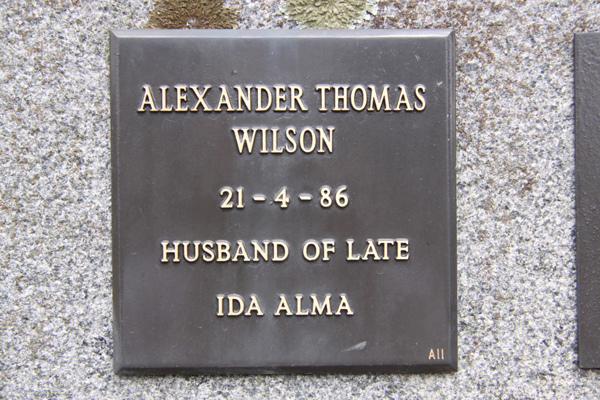 ALEXANDER THOMAS
WILSON
21 - 4 - 86
HUSBAND OF LATE
IDA ALMA
A11